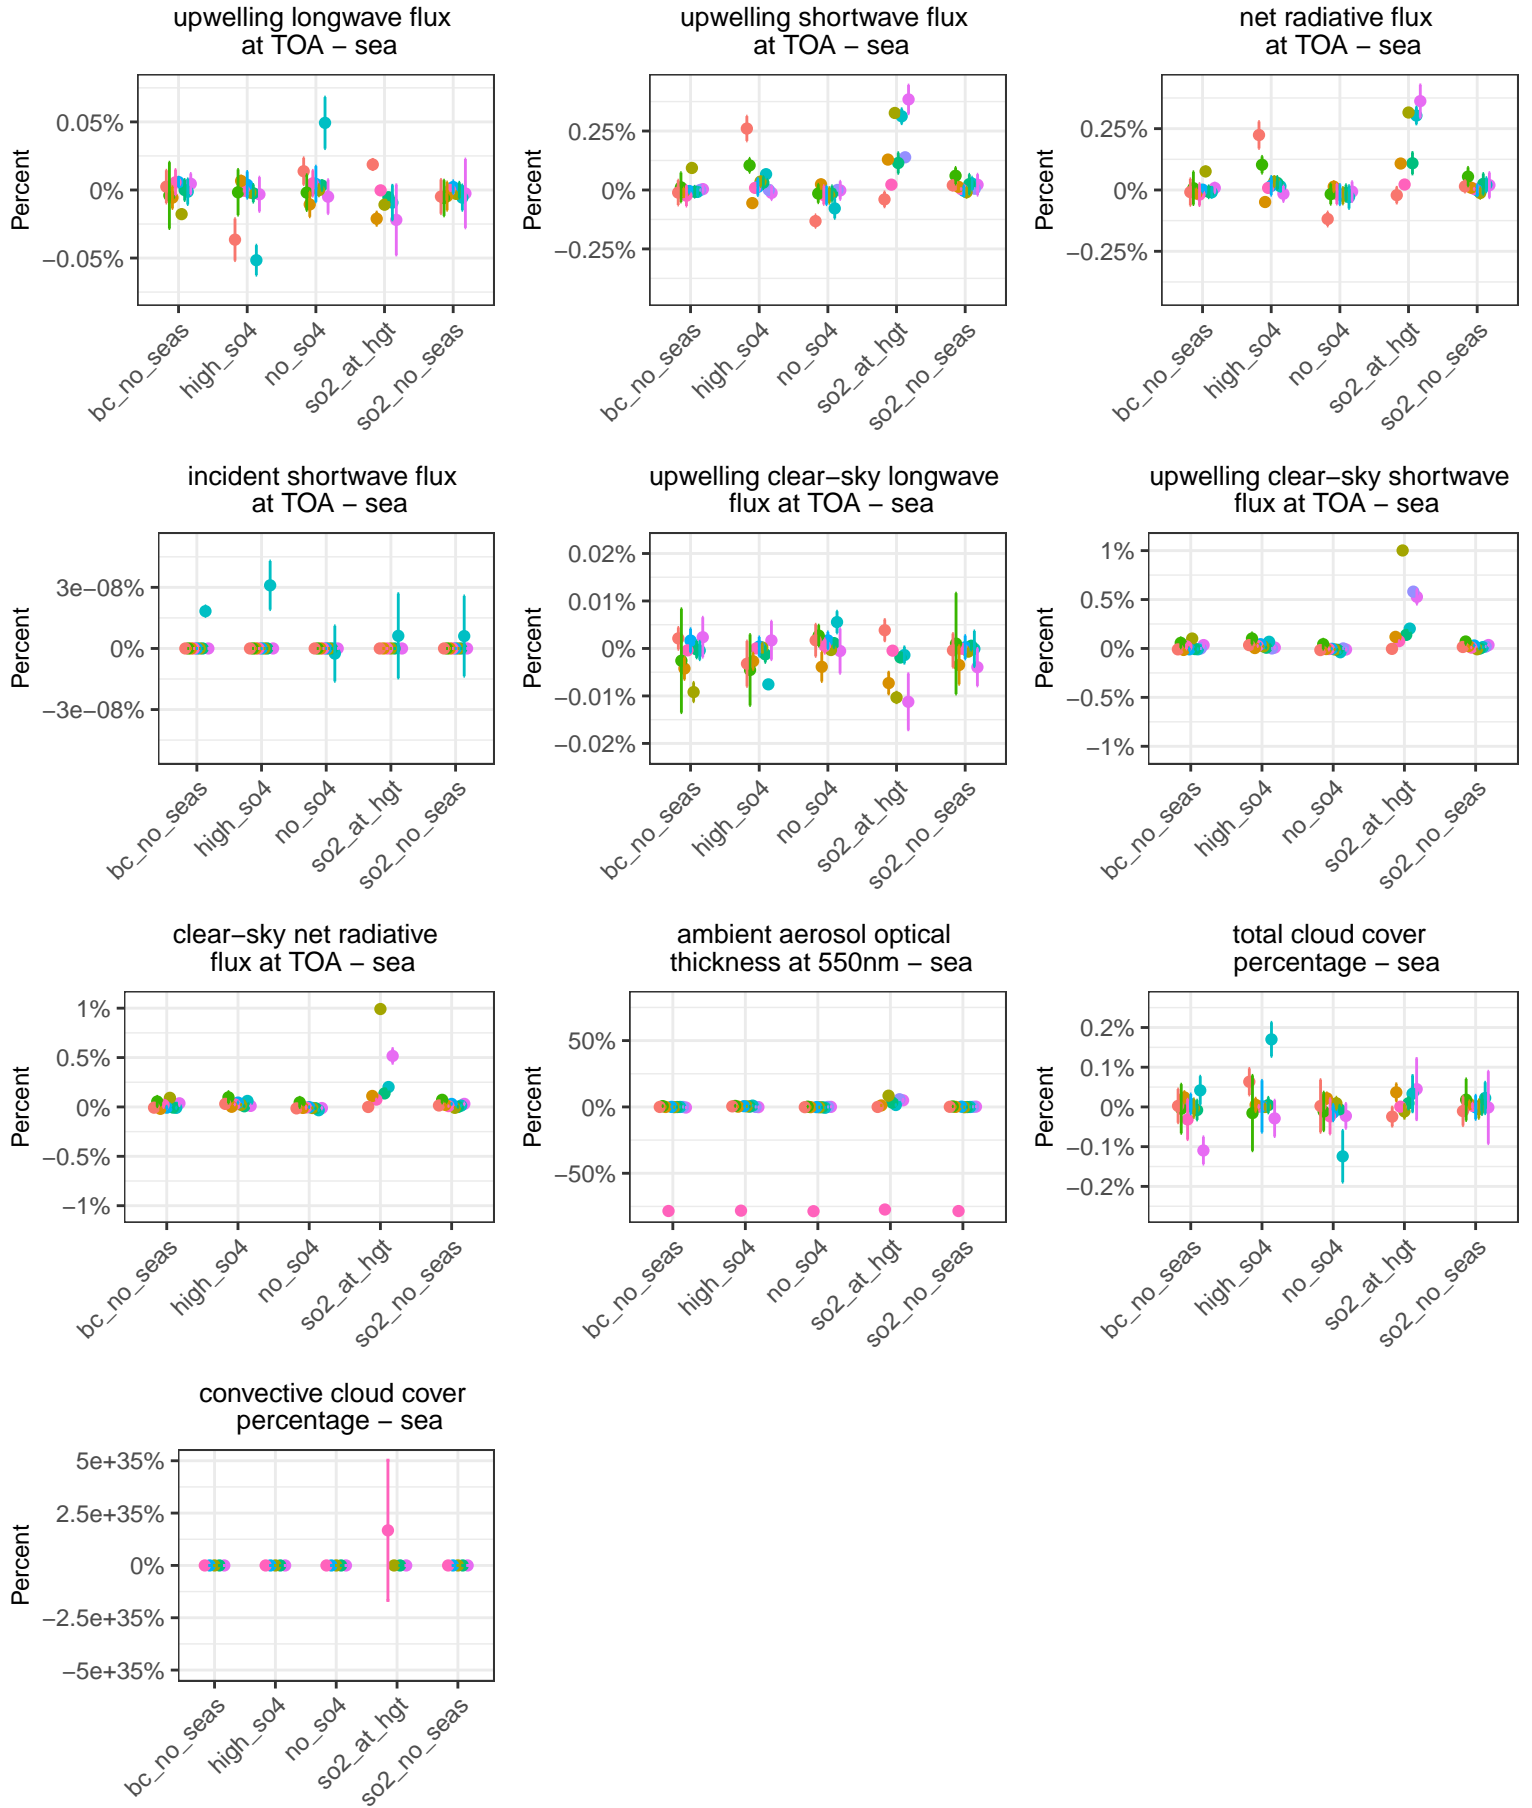 upwelling longwave flux
at TOA − sea
Percent
0.05%
0%
−0.05%
bc_no_seas
high_so4
no_so4
so2_at_hgt
so2_no_seas
upwelling shortwave flux
at TOA − sea
Percent
0.25%
0%
−0.25%
bc_no_seas
high_so4
no_so4
so2_at_hgt
so2_no_seas
net radiative flux
at TOA − sea
Percent
0.25%
0%
−0.25%
bc_no_seas
high_so4
no_so4
so2_at_hgt
so2_no_seas
incident shortwave flux
at TOA − sea
Percent
3e−08%
0%
−3e−08%
bc_no_seas
high_so4
no_so4
so2_at_hgt
so2_no_seas
upwelling clear−sky longwave
flux at TOA − sea
Percent
0.02%
0.01%
0%
−0.01%
−0.02%
bc_no_seas
high_so4
no_so4
so2_at_hgt
so2_no_seas
upwelling clear−sky shortwave
flux at TOA − sea
Percent
1%
0.5%
0%
−0.5%
−1%
bc_no_seas
high_so4
no_so4
so2_at_hgt
so2_no_seas
clear−sky net radiative
flux at TOA − sea
Percent
1%
0.5%
0%
−0.5%
−1%
bc_no_seas
high_so4
no_so4
so2_at_hgt
so2_no_seas
ambient aerosol optical
thickness at 550nm − sea
Percent
50%
0%
−50%
bc_no_seas
high_so4
no_so4
so2_at_hgt
so2_no_seas
total cloud cover
percentage − sea
Percent
0.2%
0.1%
0%
−0.1%
−0.2%
bc_no_seas
high_so4
no_so4
so2_at_hgt
so2_no_seas
convective cloud cover
percentage − sea
Percent
5e+35%
2.5e+35%
0%
−2.5e+35%
−5e+35%
bc_no_seas
high_so4
no_so4
so2_at_hgt
so2_no_seas